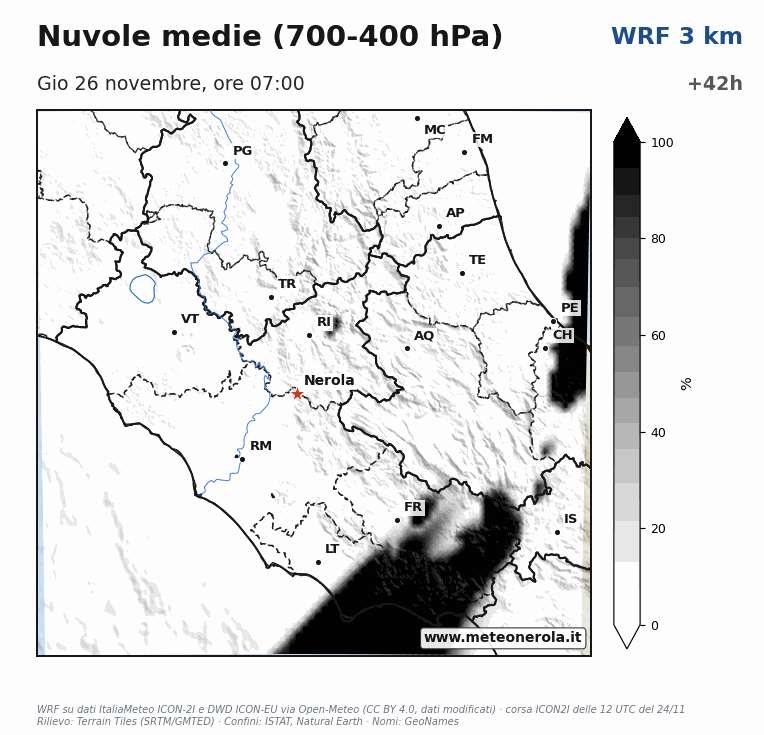 Nuvole medie (700-400 hPa)
WRF 3 km
Gio 26 novembre, ore 07:00
+42h
MC
FM
PG
AP
TE
TR
PE
VT
RI
AQ
CH
Nerola
RM
FR
IS
LT
www.meteonerola.it
100
80
60
40
20
0
%
WRF su dati ItaliaMeteo ICON-2I e DWD ICON-EU via Open-Meteo (CC BY 4.0, dati modificati) · corsa ICON2I delle 12 UTC del 24/11
Rilievo: Terrain Tiles (SRTM/GMTED) · Confini: ISTAT, Natural Earth · Nomi: GeoNames